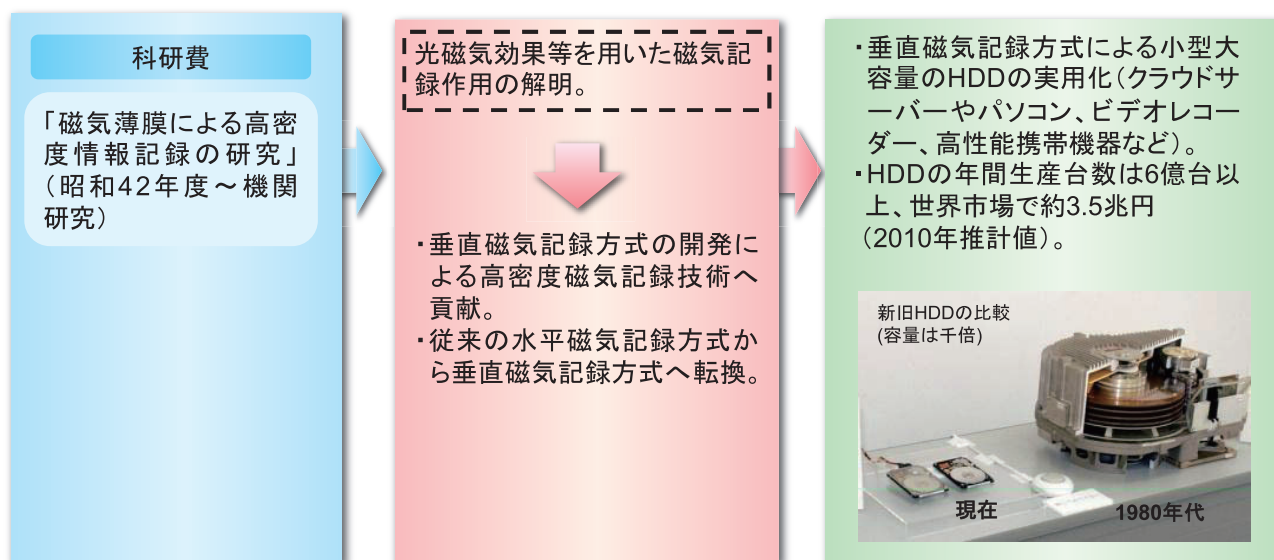 科研費
「磁気薄膜による高密
度情報記録の研究」
（昭和42年度～機関
研究）
光磁気効果等を用いた磁気記
録作用の解明。
・垂直磁気記録方式の開発に
よる高密度磁気記録技術へ
貢献。
・従来の水平磁気記録方式か
ら垂直磁気記録方式へ転換。
・垂直磁気記録方式による小型大
容量のHDDの実用化（クラウドサ
ーバーやパソコン、ビデオレコー
ダー、高性能携帯機器など）。
・HDDの年間生産台数は6億台以
上、世界市場で約3.5兆円
（2010年推計値）。
新旧HDDの比較
(容量は千倍)
現在
1980年代